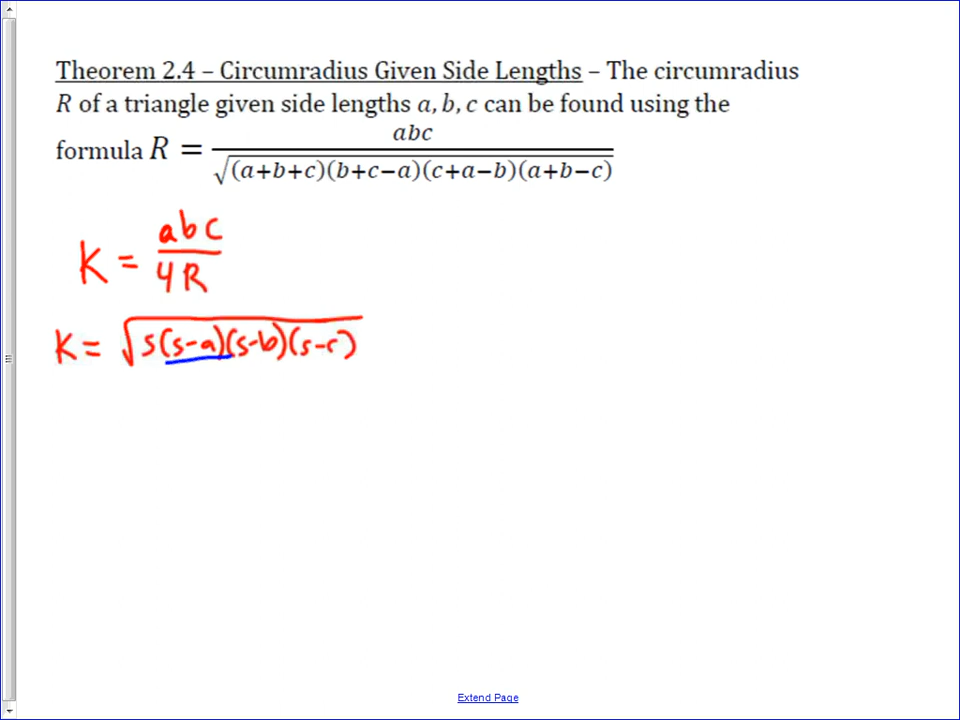 Theorem 2.4 – Circumradius Given Side Lengths – The circumradius
R of a triangle given side lengths a, b, c can be found using the
formula R = abc / √(a+b+c)(b+c−a)(c+a−b)(a+b−c)
K = abc / 4R
K = √s(s-a)(s-b)(s-c)
Extend Page